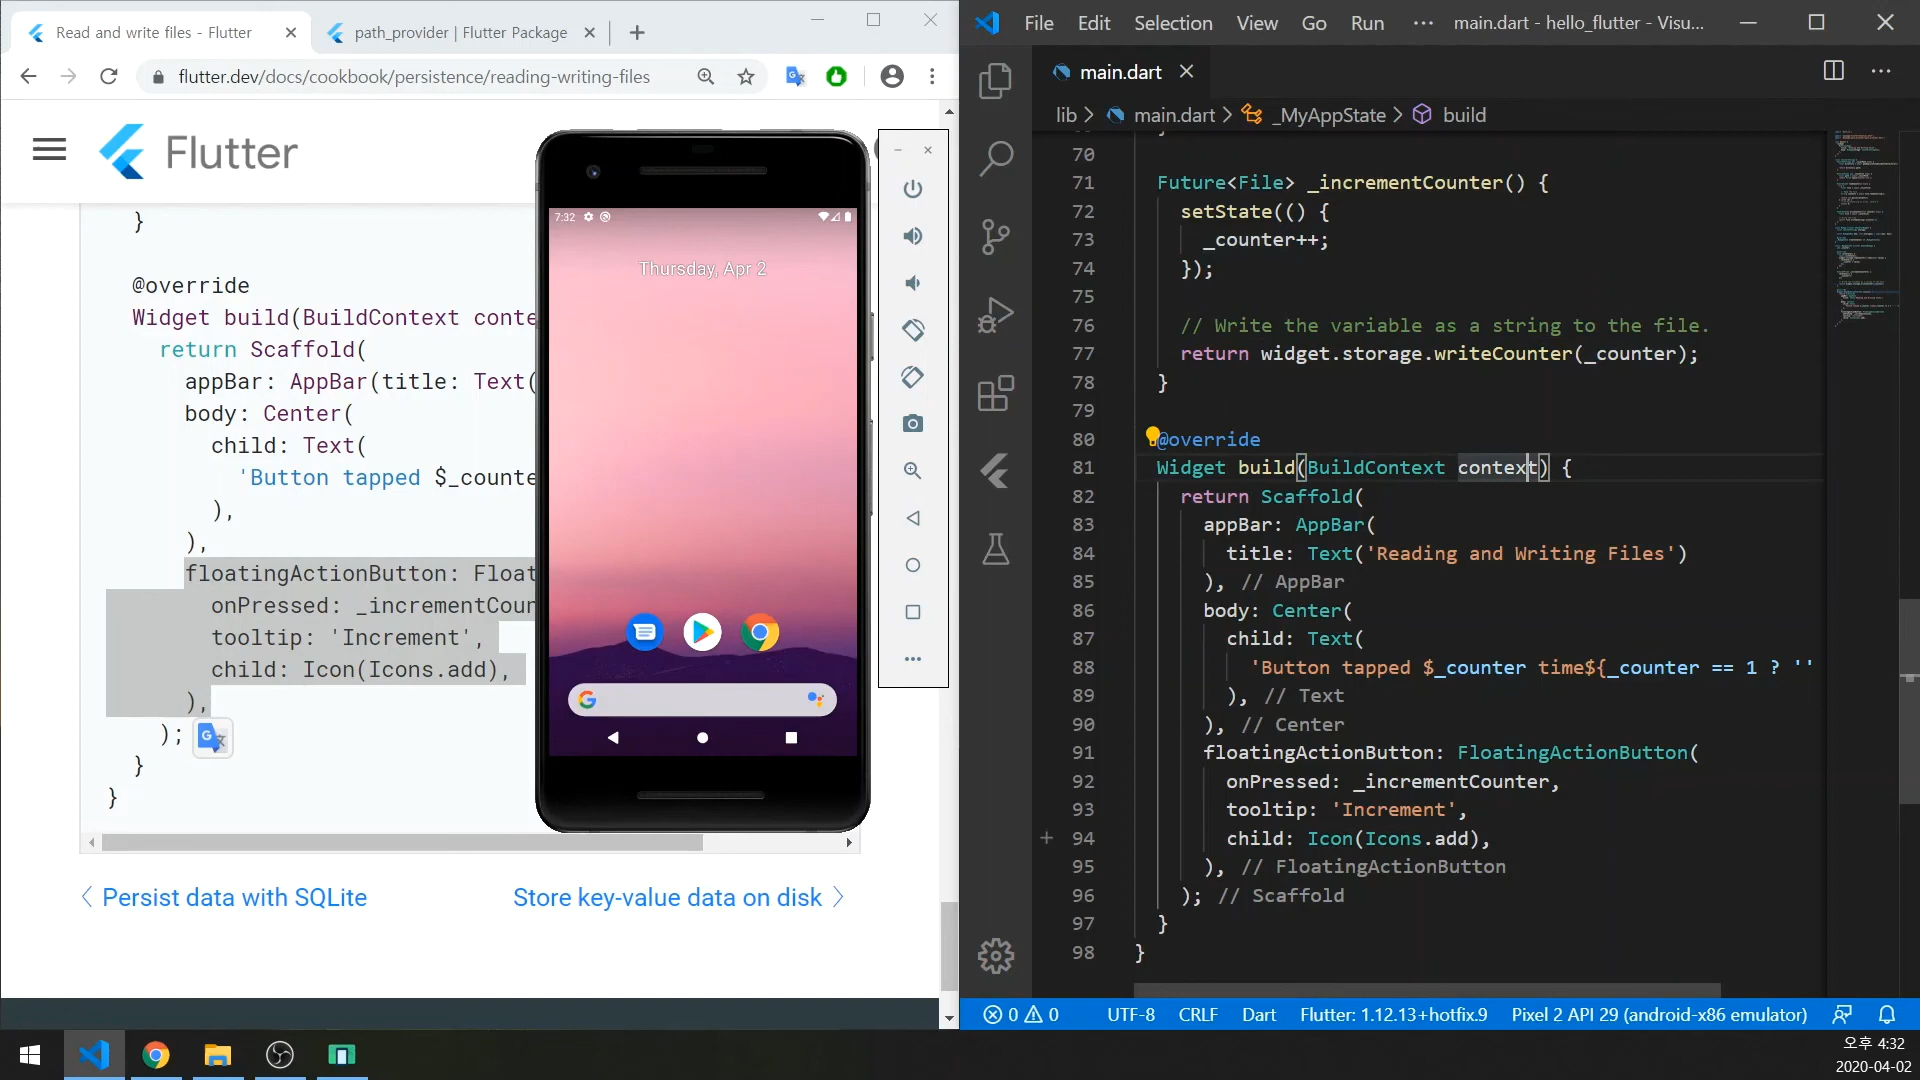 Read and write files - Flutter
path_provider | Flutter Package
flutter.dev/docs/cookbook/persistence/reading-writing-files
Flutter
}
@override
Widget build(BuildContext conte
return Scaffold(
appBar: AppBar(title: Text(
body: Center(
child: Text(
'Button tapped $_counte
),
),
floatingActionButton: Float
onPressed: _incrementCoun
tooltip: 'Increment',
child: Icon(Icons.add),
),
);
}
}
Persist data with SQLite
Store key-value data on disk
7:32
Thursday, Apr 2
File Edit Selection View Go Run ··· main.dart - hello_flutter - Visu...
main.dart
lib > main.dart > _MyAppState > build
70
71 Future<File> _incrementCounter() {
72 setState(() {
73 _counter++;
74 });
75
76 // Write the variable as a string to the file.
77 return widget.storage.writeCounter(_counter);
78 }
79
80 @override
81 Widget build(BuildContext context) {
82 return Scaffold(
83 appBar: AppBar(
84 title: Text('Reading and Writing Files')
85 ), // AppBar
86 body: Center(
87 child: Text(
88 'Button tapped $_counter time${_counter == 1 ? ''
89 ), // Text
90 ), // Center
91 floatingActionButton: FloatingActionButton(
92 onPressed: _incrementCounter,
93 tooltip: 'Increment',
94 child: Icon(Icons.add),
95 ), // FloatingActionButton
96 ); // Scaffold
97 }
98 }
0 0 UTF-8 CRLF Dart Flutter: 1.12.13+hotfix.9 Pixel 2 API 29 (android-x86 emulator)
오후 4:32
2020-04-02